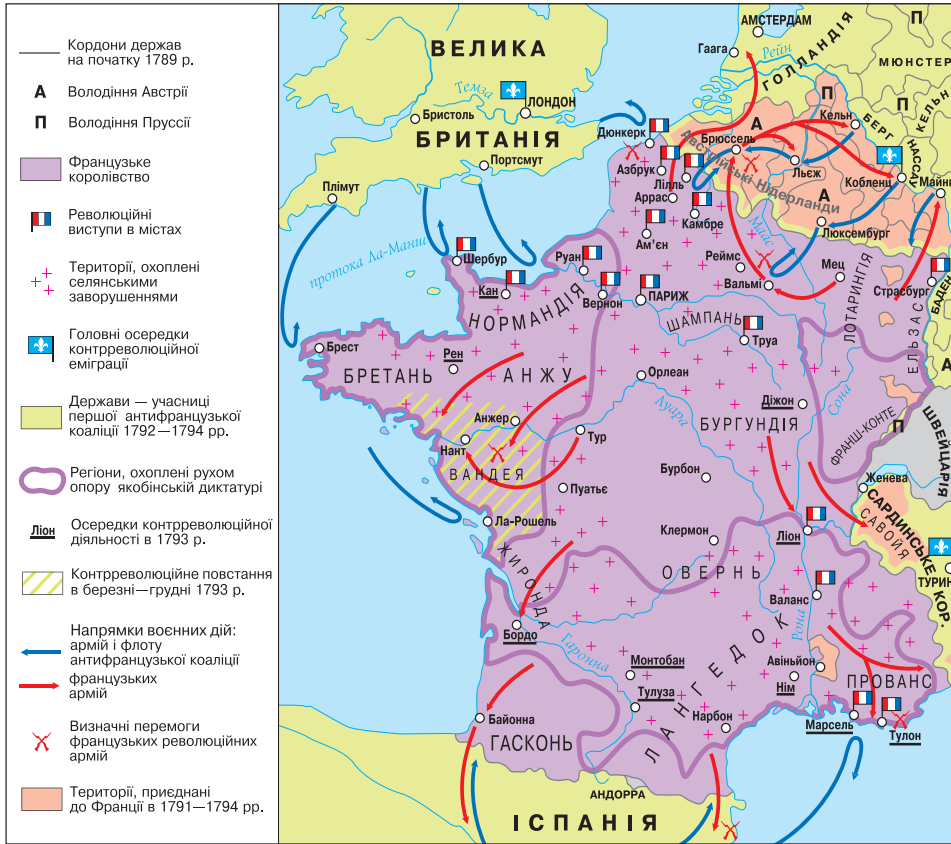 Кордони держав
на початку 1789 р.
А
Володіння Австрії
П
Володіння Пруссії
Французьке
королівство
Революційні
виступи в містах
Території, охоплені
селянськими
заворушеннями
Головні осередки
контрреволюційної
еміграції
Держави — учасниці
першої антифранцузької
коаліції 1792—1794 рр.
Регіони, охоплені рухом
опору якобінській диктатурі
Ліон
Осередки контрреволюційної
діяльності в 1793 р.
Контрреволюційне повстання
в березні—грудні 1793 р.
Напрямки воєнних дій:
армій і флоту
антифранцузької коаліції
французьких
армій
Визначні перемоги
французьких революційних
армій
Території, приєднані
до Франції в 1791—1794 рр.
ВЕЛИКА
БРИТАНІЯ
Темза
ЛОНДОН
Бристоль
Портсмут
Плімут
протока Ла-Манш
АМСТЕРДАМ
Гаага
Рейн
ГОЛЛАНДІЯ
П
МЮНСТЕР
П
П
П
КЕЛЬН
БЕРГ
НАССАУ
Кельн
Кобленц
Майнц
Дюнкерк
Азбрук
Лілль
Аррас
Камбре
Ам'єн
Брюссель
А
Австрійські Нідерланди
Льєж
А
Люксембург
Маас
Реймс
Вальмі
Мец
Страсбург
БАДЕН
А
ЛОТАРИНГІЯ
ЕЛЬЗАС
Шербур
Кан
Руан
Вернон
ПАРИЖ
НОРМАНДІЯ
ШАМПАНЬ
Труа
Брест
Рен
БРЕТАНЬ
АНЖУ
Орлеан
Луара
Діжон
Сона
БУРГУНДІЯ
ФРАНШ-КОНТЕ
П
ШВЕЙЦАРІЯ
Анжер
Нант
Тур
ВАНДЕЯ
Пуатьє
Бурбон
Ла-Рошель
Клермон
Женева
САРДИНСЬКЕ КОР.
САВОЙЯ
ТУРИН
Ліон
ОВЕРНЬ
Валанс
Рона
ЖИРОНДА
Бордо
Гаронна
Монтобан
Тулуза
ЛАНГЕДОК
Авіньйон
Нім
ПРОВАНС
Марсель
Тулон
Байонна
ГАСКОНЬ
Нарбон
АНДОРРА
ІСПАНІЯ